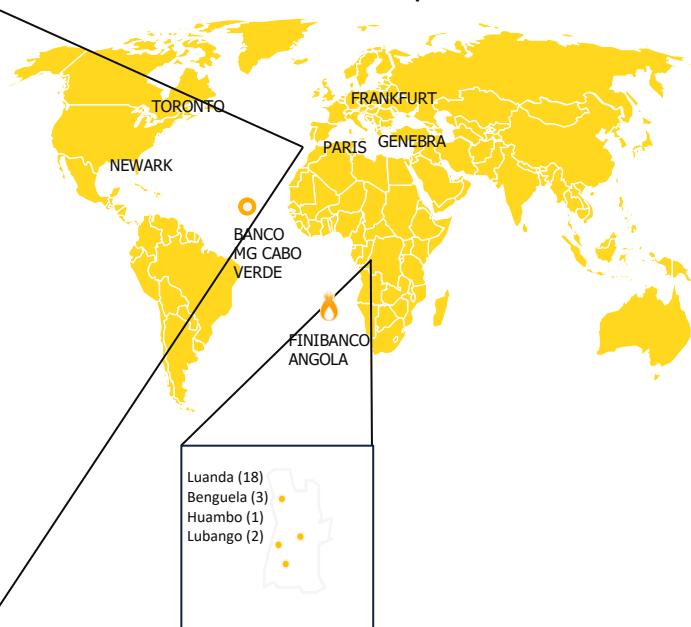 TORONTO
FRANKFURT
PARIS
GENEBRA
NEWARK
BANCO
MG CABO
VERDE
FINIBANCO
ANGOLA
Luanda (18)
Benguela (3)
Huambo (1)
Lubango (2)